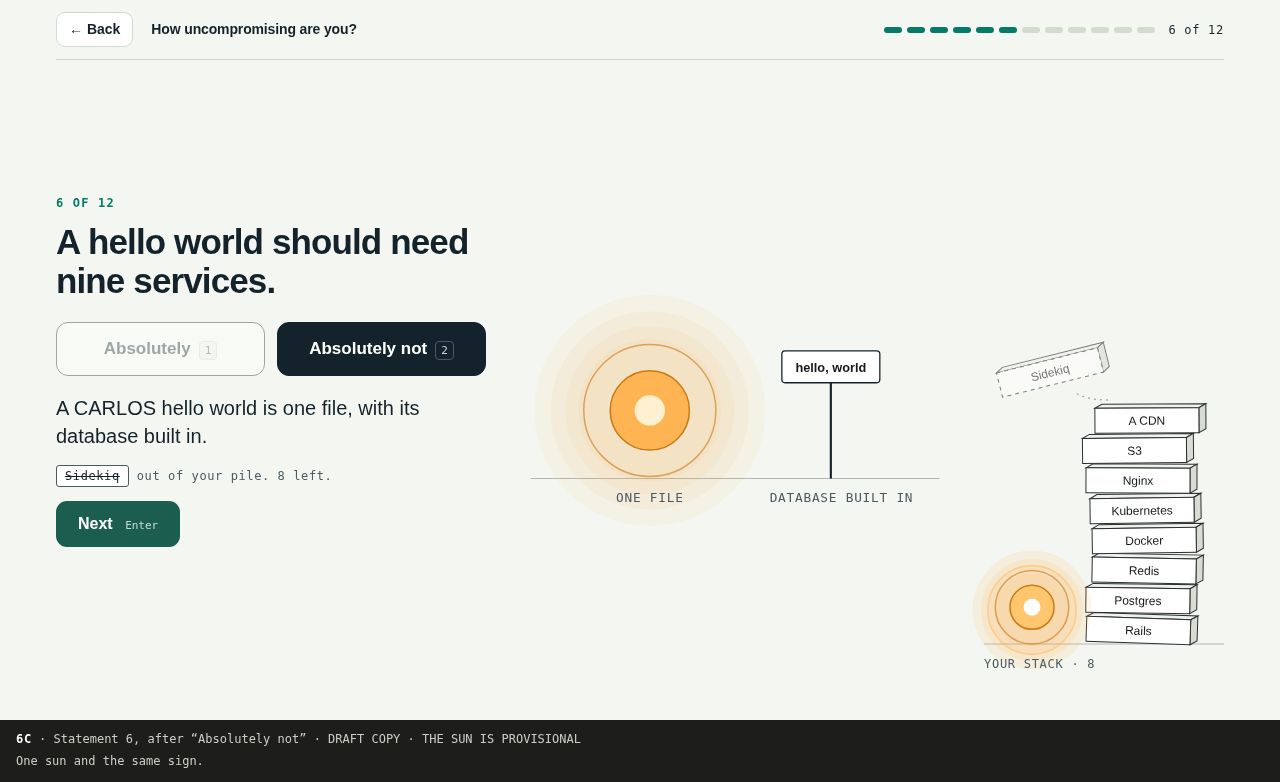 ← Back
How uncompromising are you?
6 of 12
6 OF 12
A hello world should need
nine services.
Absolutely 1
Absolutely not 2
A CARLOS hello world is one file, with its
database built in.
Sidekiq out of your pile. 8 left.
Next Enter
hello, world
ONE FILE
DATABASE BUILT IN
Sidekiq
A CDN
S3
Nginx
Kubernetes
Docker
Redis
Postgres
Rails
YOUR STACK · 8
6C · Statement 6, after “Absolutely not” · DRAFT COPY · THE SUN IS PROVISIONAL
One sun and the same sign.